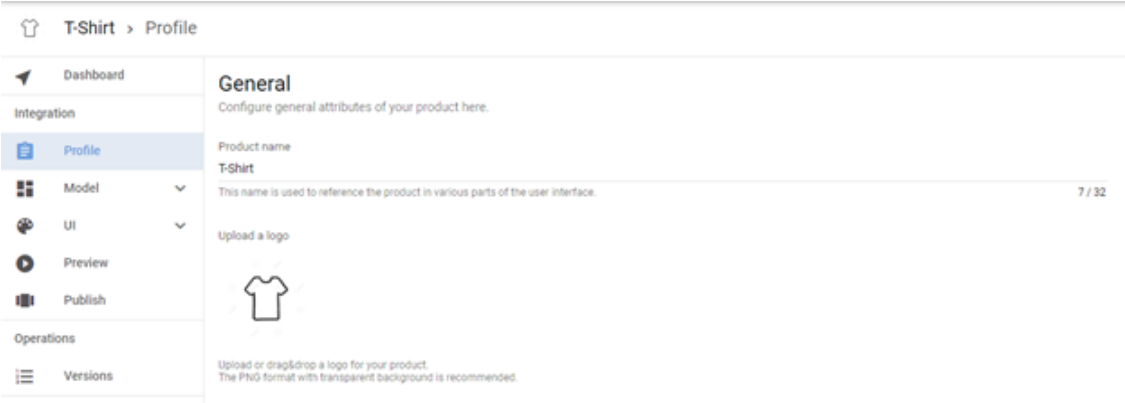 T-Shirt › Profile
Dashboard
Integration
Profile
Model
UI
Preview
Publish
Operations
Versions
General
Configure general attributes of your product here.
Product name
T-Shirt
This name is used to reference the product in various parts of the user interface.
7 / 32
Upload a logo
Upload or drag&drop a logo for your product.
The PNG format with transparent background is recommended.